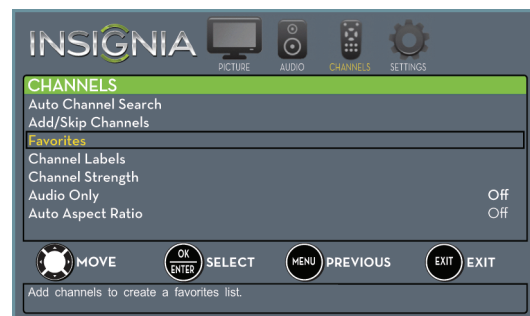 INSIGNIA
PICTURE AUDIO CHANNELS SETTINGS
CHANNELS
Auto Channel Search
Add/Skip Channels
Favorites
Channel Labels
Channel Strength
Audio Only Off
Auto Aspect Ratio Off
MOVE OK ENTER SELECT MENU PREVIOUS EXIT EXIT
Add channels to create a favorites list.